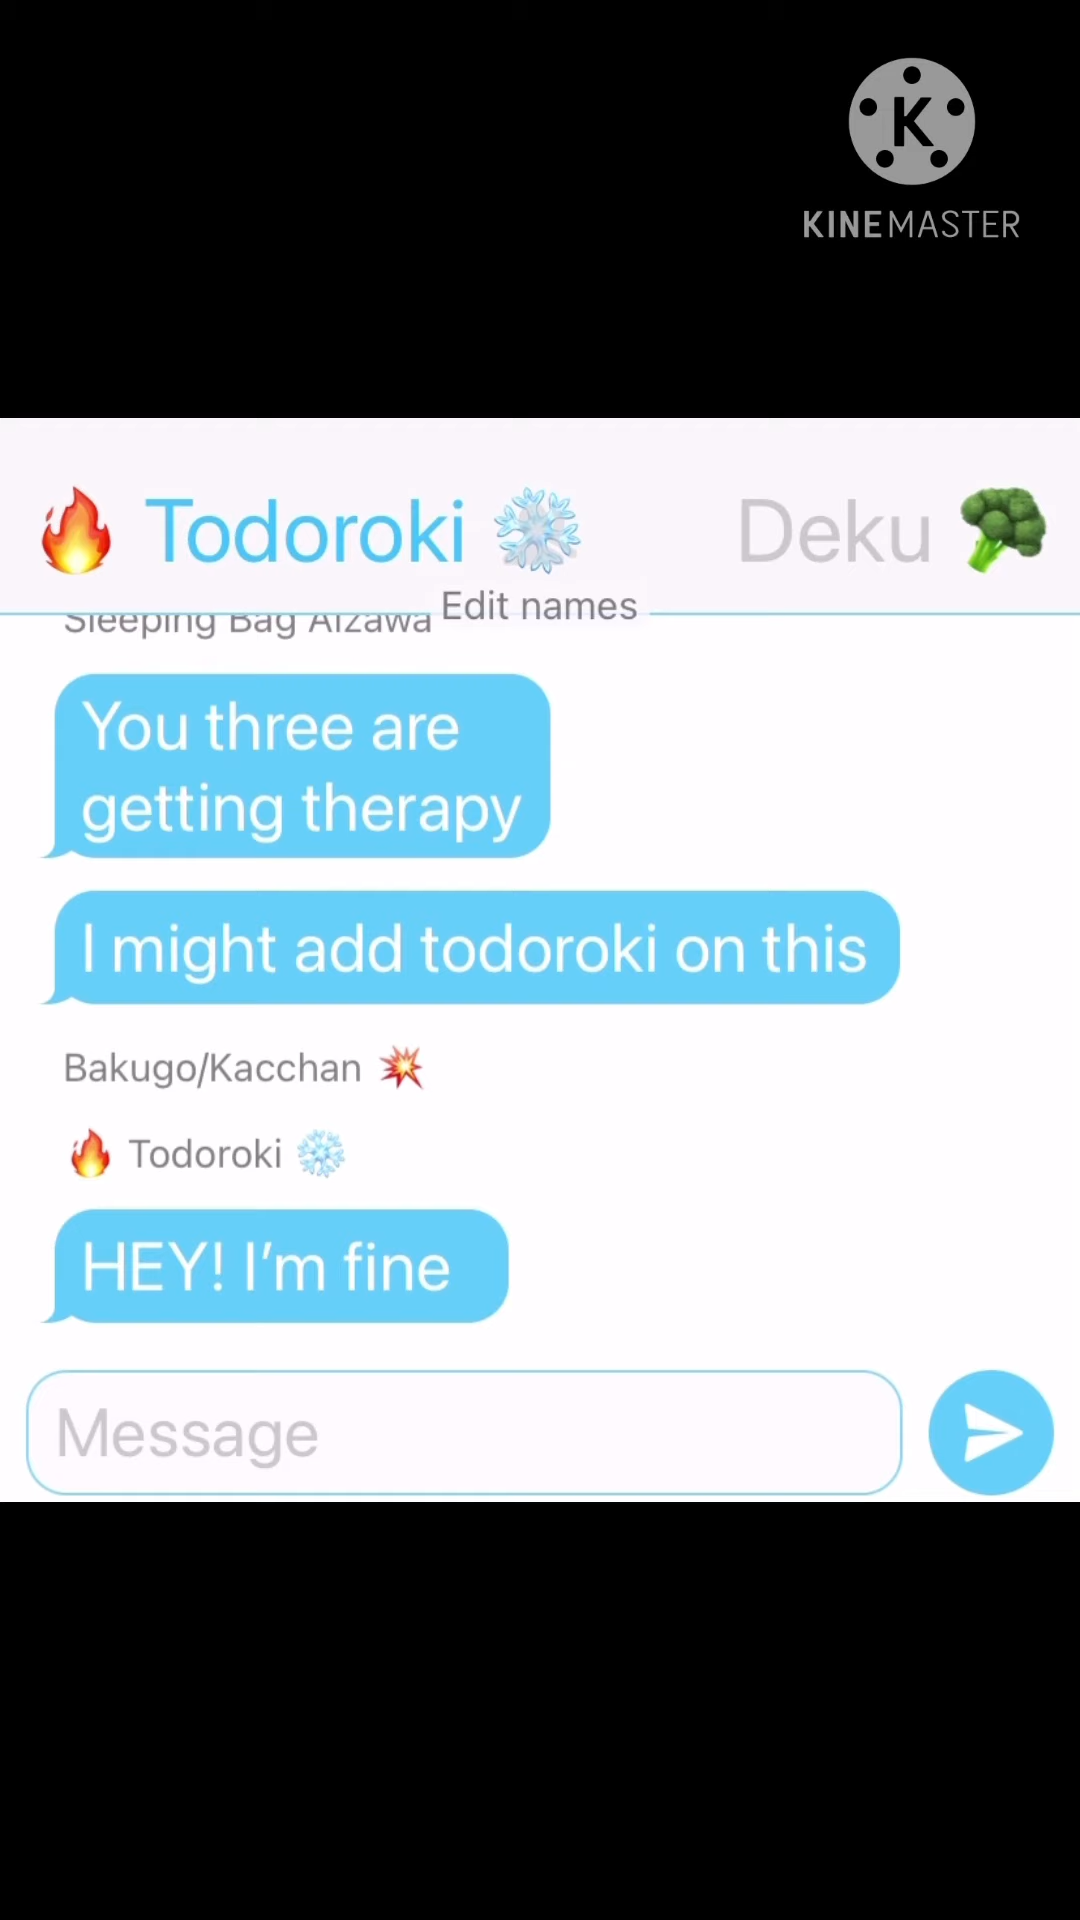 K
KINEMASTER
🔥 Todoroki ❄️ Deku 🥦
Edit names
Sleeping Bag Aizawa
You three are
getting therapy
I might add todoroki on this
Bakugo/Kacchan 💥
🔥 Todoroki ❄️
HEY! I’m fine
Message